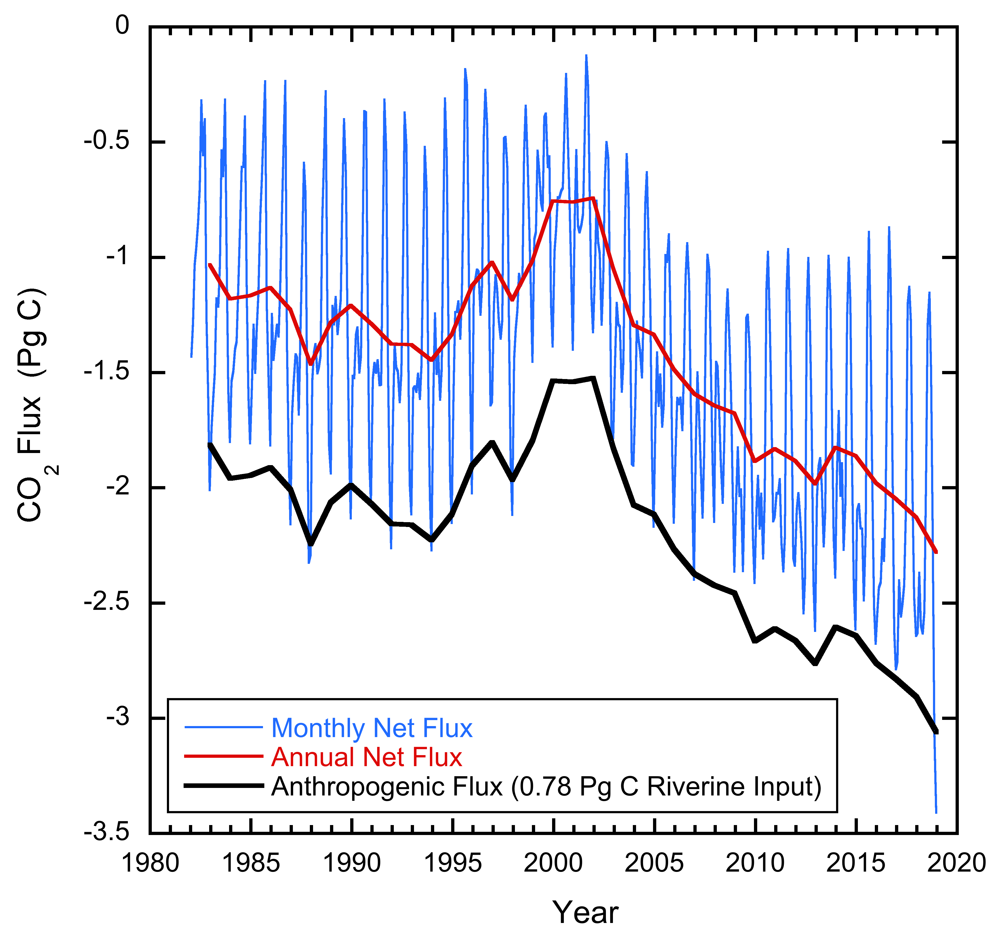 0
-0.5
-1
-1.5
-2
-2.5
-3
-3.5
CO2 Flux (Pg C)
Monthly Net Flux
Annual Net Flux
Anthropogenic Flux (0.78 Pg C Riverine Input)
1980 1985 1990 1995 2000 2005 2010 2015 2020
Year